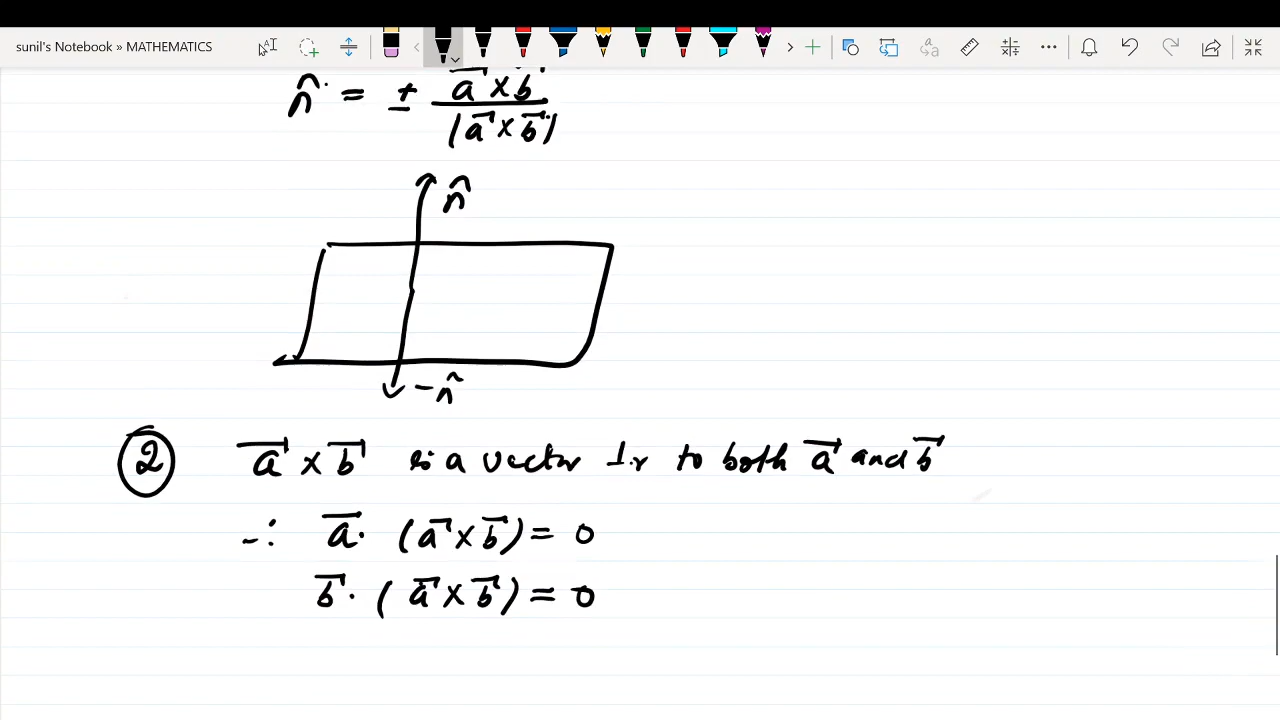 sunil's Notebook » MATHEMATICS
n̂ = ± a⃗ × b⃗ / |a⃗ × b⃗|
n̂
-n̂
② a⃗ × b⃗ is a vector ⊥r to both a⃗ and b⃗
∴ a⃗ · (a⃗ × b⃗) = 0
b⃗ · (a⃗ × b⃗) = 0